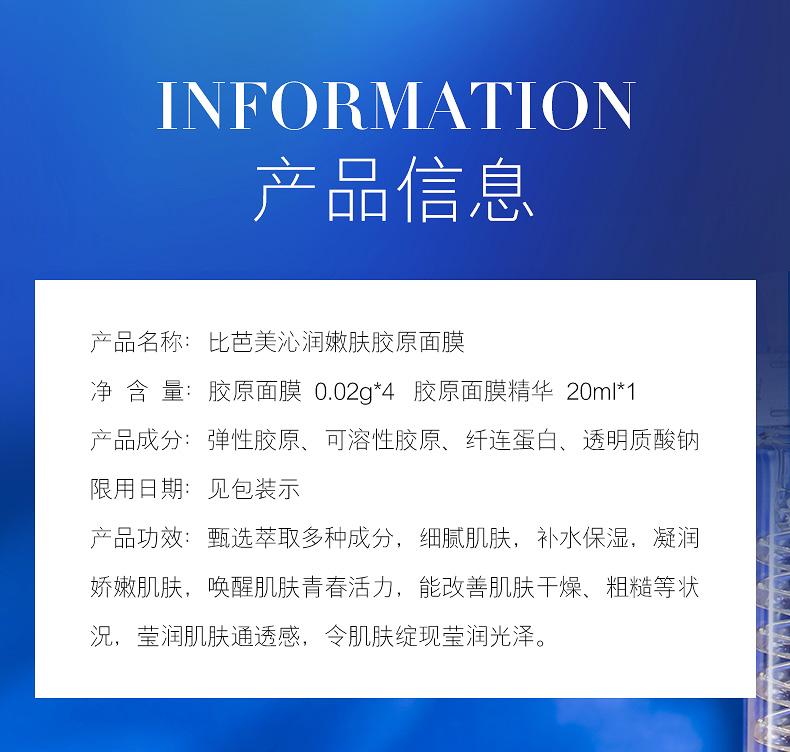 INFORMATION
产品信息
产品名称：比芭美沁润嫩肤胶原面膜
净 含 量：胶原面膜 0.02g*4 胶原面膜精华 20ml*1
产品成分：弹性胶原、可溶性胶原、纤连蛋白、透明质酸钠
限用日期：见包装示
产品功效：甄选萃取多种成分，细腻肌肤，补水保湿，凝润
娇嫩肌肤，唤醒肌肤青春活力，能改善肌肤干燥、粗糙等状
况，莹润肌肤通透感，令肌肤绽现莹润光泽。